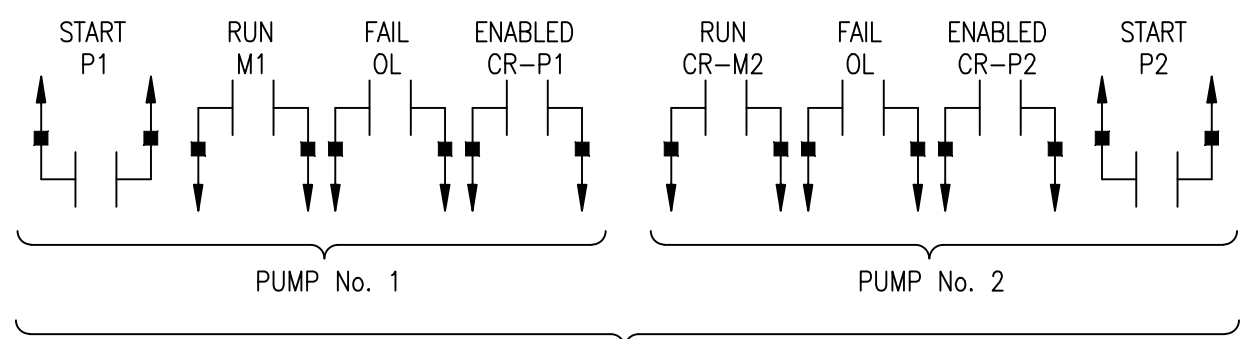 START P1
RUN M1
FAIL OL
ENABLED CR-P1
RUN CR-M2
FAIL OL
ENABLED CR-P2
START P2
PUMP No. 1
PUMP No. 2